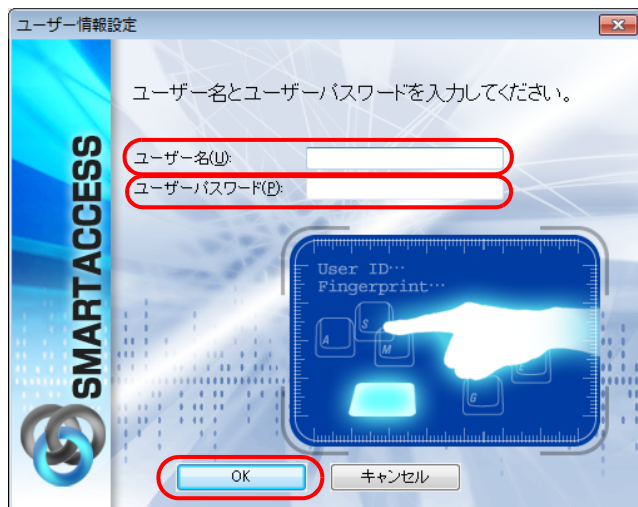 ユーザー情報設定
ユーザー名とユーザーパスワードを入力してください。
ユーザー名(U):
ユーザーパスワード(P):
SMARTACCESS
User ID…
Fingerprint…
A
S
M
G
OK
キャンセル